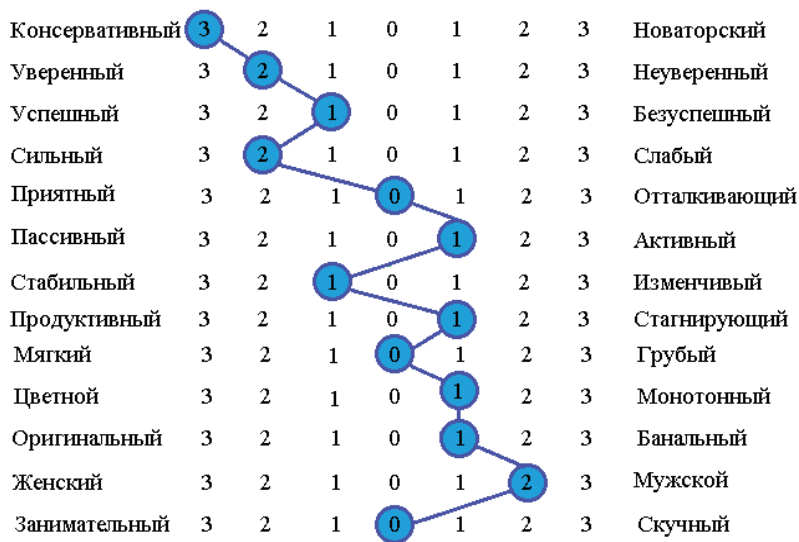 Консервативный 3 2 1 0 1 2 3 Новаторский
Уверенный 3 2 1 0 1 2 3 Неуверенный
Успешный 3 2 1 0 1 2 3 Безуспешный
Сильный 3 2 1 0 1 2 3 Слабый
Приятный 3 2 1 0 1 2 3 Отталкивающий
Пассивный 3 2 1 0 1 2 3 Активный
Стабильный 3 2 1 0 1 2 3 Изменчивый
Продуктивный 3 2 1 0 1 2 3 Стагнирующий
Мягкий 3 2 1 0 1 2 3 Грубый
Цветной 3 2 1 0 1 2 3 Монотонный
Оригинальный 3 2 1 0 1 2 3 Банальный
Женский 3 2 1 0 1 2 3 Мужской
Занимательный 3 2 1 0 1 2 3 Скучный